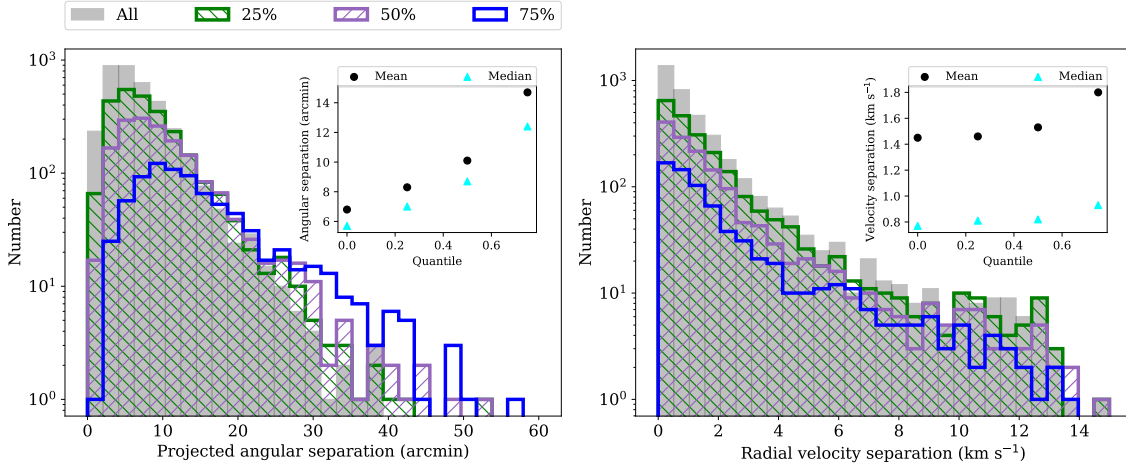 All 25% 50% 75%
Number
10³
10²
10¹
10⁰
0 10 20 30 40 50 60
Projected angular separation (arcmin)
Mean Median
Angular separation (arcmin)
14
12
10
8
6
0.0 0.2 0.4 0.6
Quantile
Number
10³
10²
10¹
10⁰
0 2 4 6 8 10 12 14
Radial velocity separation (km s⁻¹)
Mean Median
Velocity separation (km s⁻¹)
1.8
1.6
1.4
1.2
1.0
0.8
0.0 0.2 0.4 0.6
Quantile